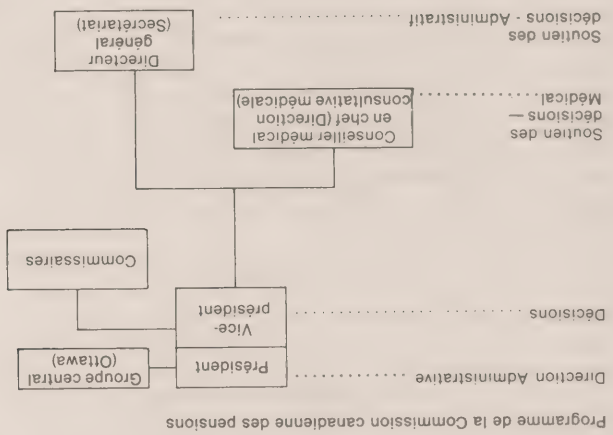 Programme de la Commission canadienne des pensions
Direction Administrative ............
Président
Groupe central
(Ottawa)
Décisions ............
Vice-
président
Commissaires
Soutien des
décisions —
Médical ............
Conseiller médical
en chef (Direction
consultative médicale)
Soutien des
décisions - Administratif ............
Directeur
général
(Secrétariat)